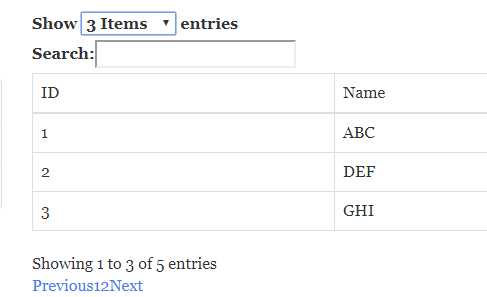 Show 3 Items entries
Search:
ID Name
1 ABC
2 DEF
3 GHI
Showing 1 to 3 of 5 entries
Previous12Next